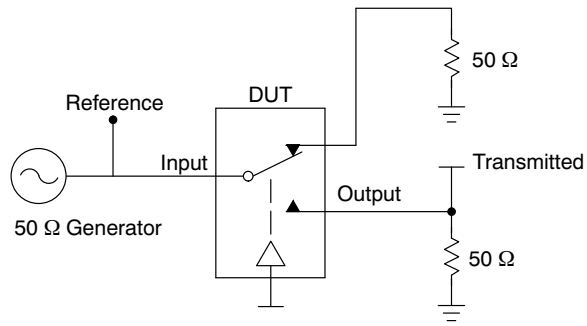 DUT
50 Ω
Reference
Input
Transmitted
Output
50 Ω Generator
50 Ω